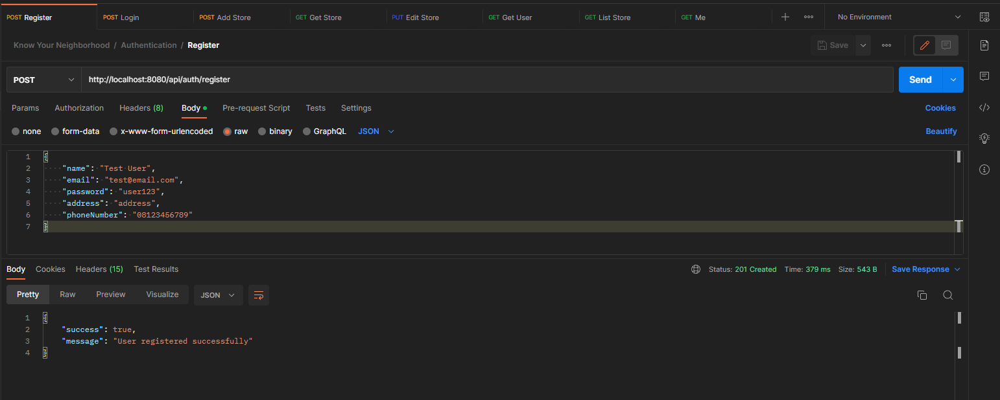 POST Register POST Login POST Add Store GET Get Store PUT Edit Store GET Get User GET List Store GET Me No Environment
Know Your Neighborhood / Authentication / Register Save
POST http://localhost:8080/api/auth/register Send
Params Authorization Headers (8) Body Pre-request Script Tests Settings Cookies
none form-data x-www-form-urlencoded raw binary GraphQL JSON Beautify
1 {
2 "name": "Test User",
3 "email": "test@email.com",
4 "password": "user123",
5 "address": "address",
6 "phoneNumber": "08123456789"
7 }
Body Cookies Headers (15) Test Results Status: 201 Created Time: 379 ms Size: 543 B Save Response
Pretty Raw Preview Visualize JSON
1 {
2 "success": true,
3 "message": "User registered successfully"
4 }